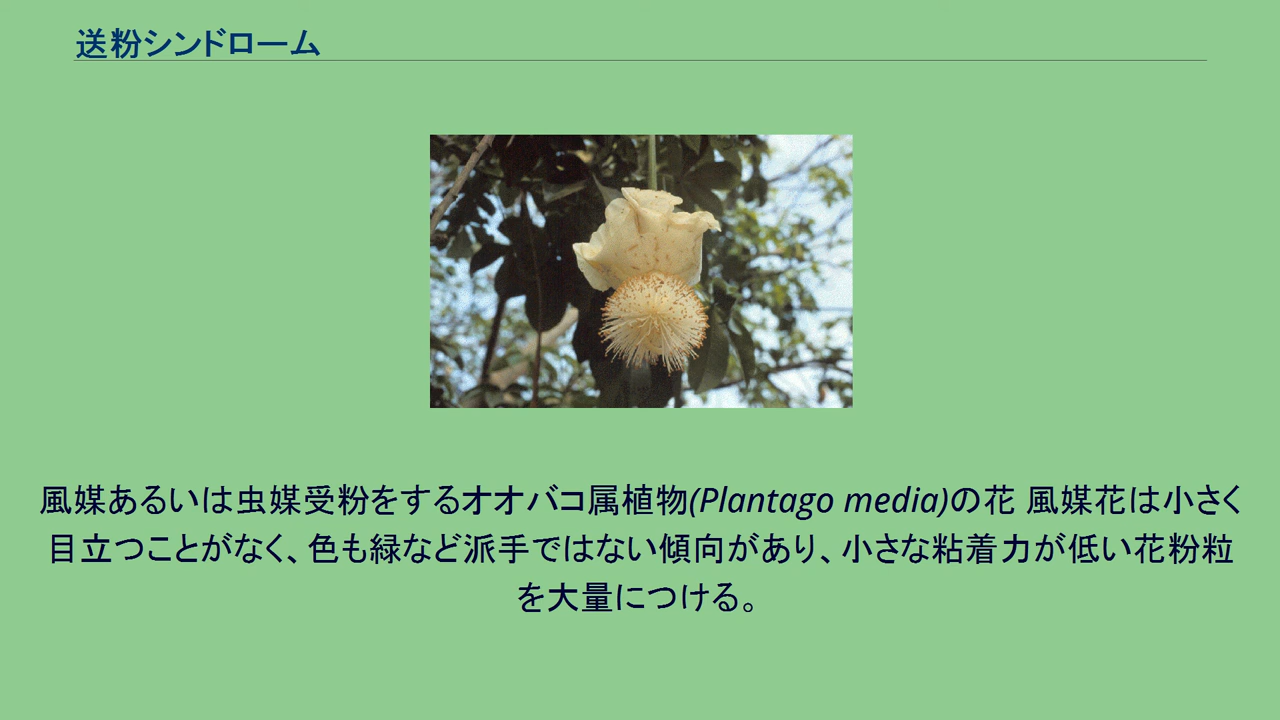 送粉シンドローム
風媒あるいは虫媒受粉をするオオバコ属植物(Plantago media)の花 風媒花は小さく
目立つことがなく、色も緑など派手ではない傾向があり、小さな粘着力が低い花粉粒
を大量につける。